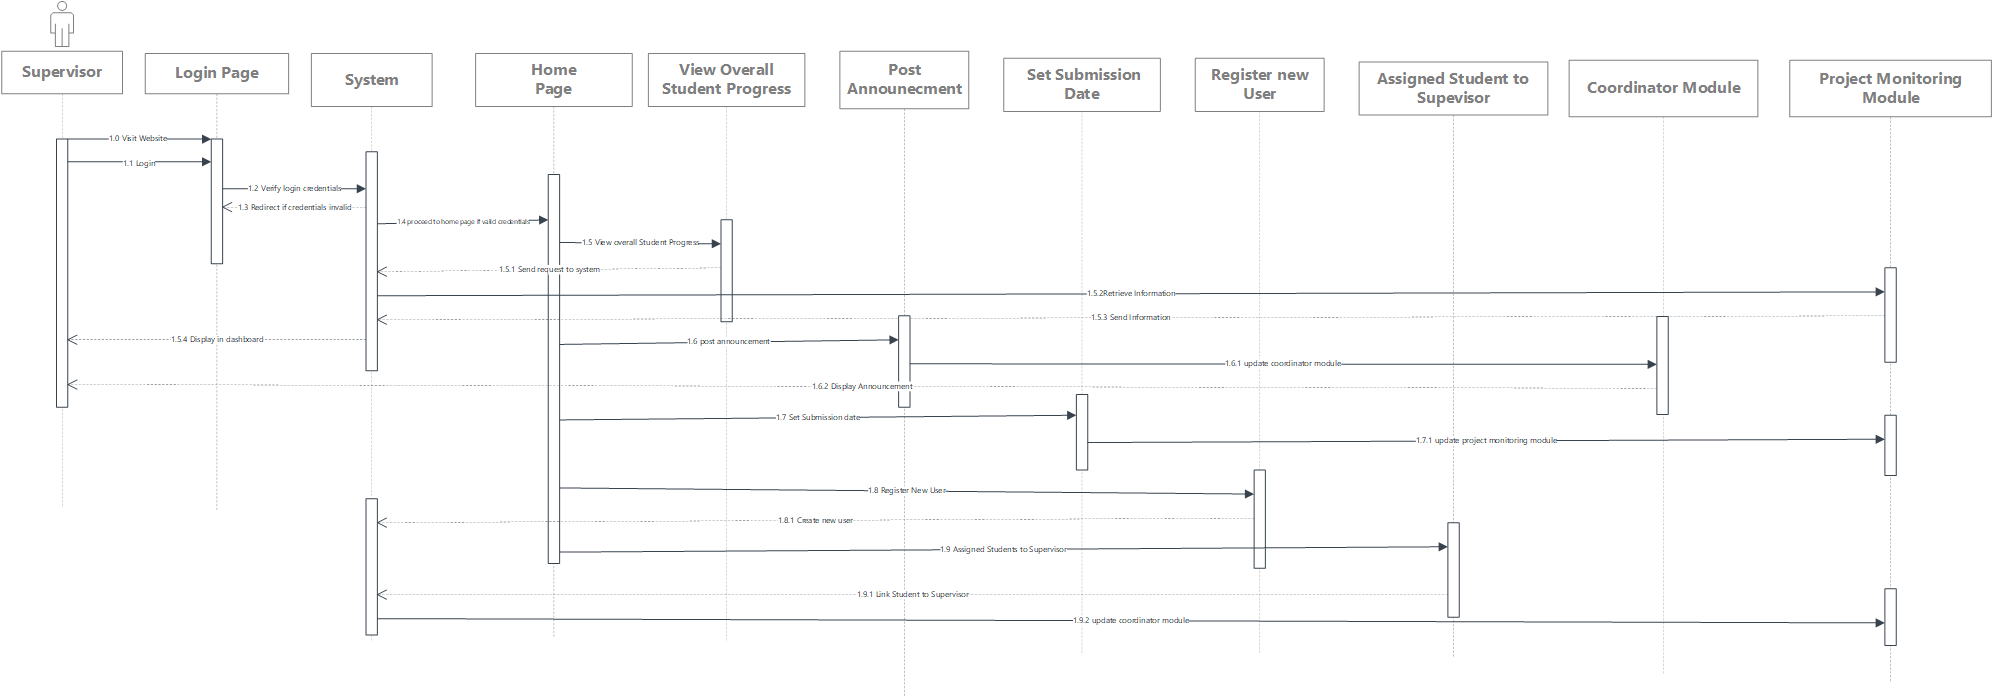 Supervisor
Login Page
System
Home
Page
View Overall
Student Progress
Post
Announecment
Set Submission
Date
Register new
User
Assigned Student to
Supevisor
Coordinator Module
Project Monitoring
Module
1.0 Visit Website
1.1 Login
1.2 Verify login credentials
1.3 Redirect if credentials invalid
1.4 proceed to home page if valid credentials
1.5 View overall Student Progress
1.5.1 Send request to system
1.5.2Retrieve Information
1.5.3 Send Information
1.5.4 Display in dashboard
1.6 post announcement
1.6.1 update coordinator module
1.6.2 Display Announcement
1.7 Set Submission date
1.7.1 update project monitoring module
1.8 Register New User
1.8.1 Create new user
1.9 Assigned Students to Supervisor
1.9.1 Link Student to Supervisor
1.9.2 update coordinator module